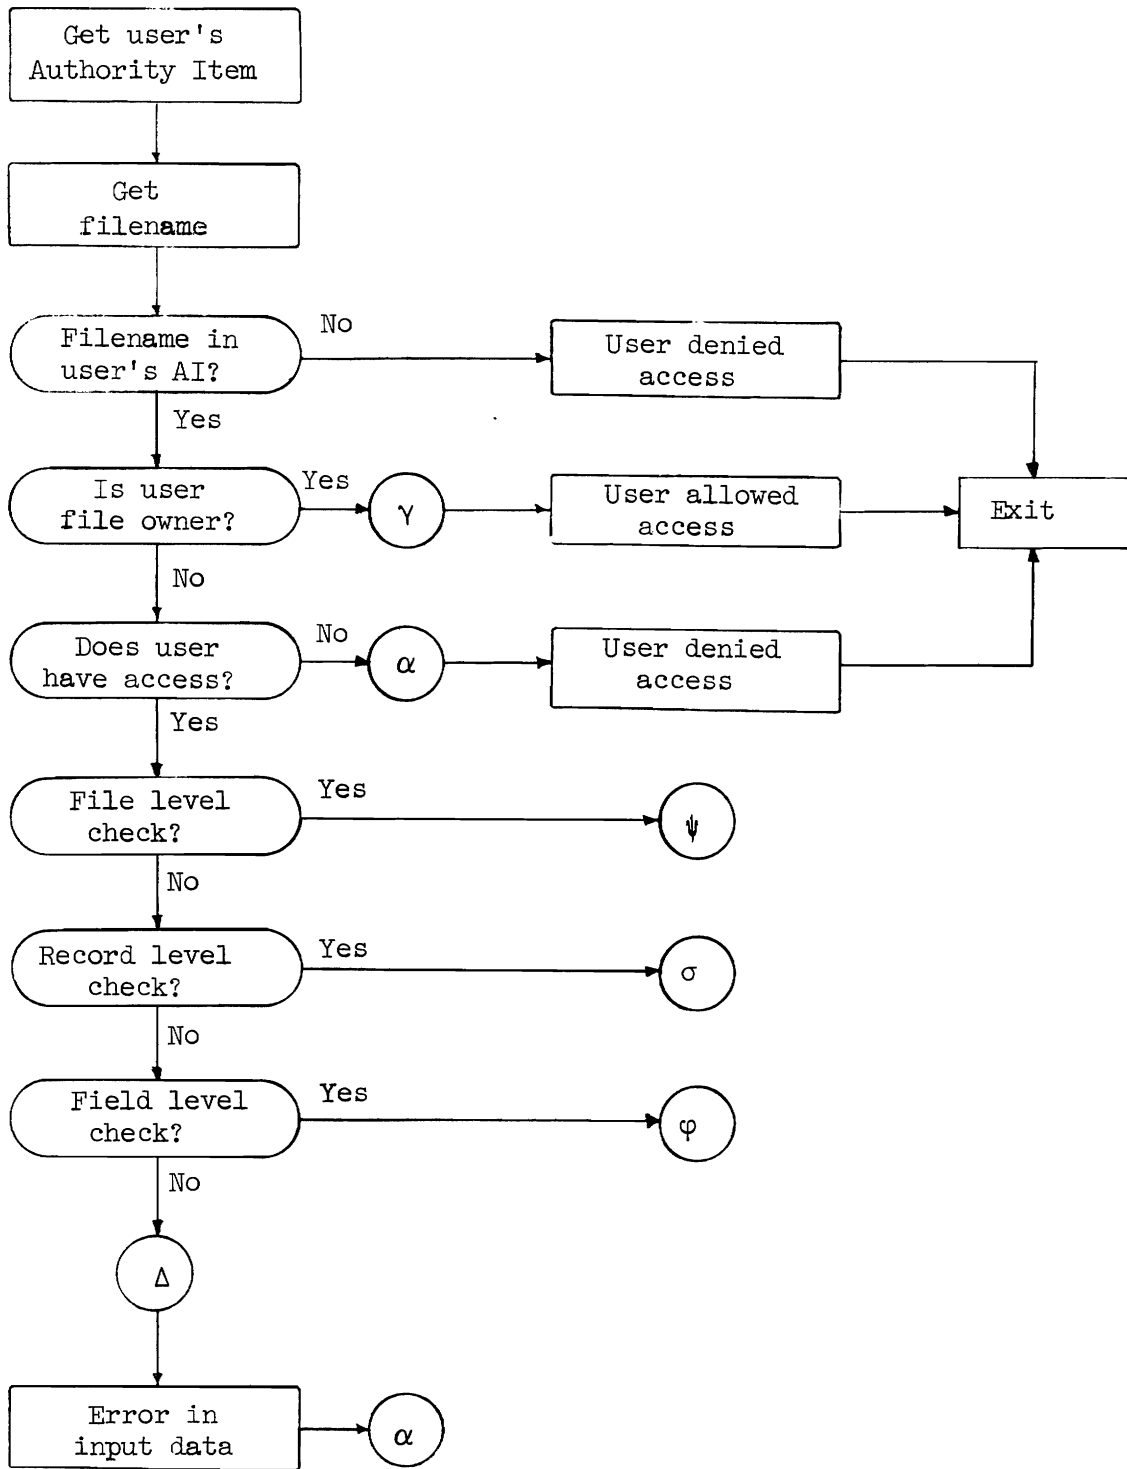 Get user's
Authority Item
Get
filename
Filename in
user's AI?
No
User denied
access
Yes
Is user
file owner?
Yes
γ
User allowed
access
Exit
No
Does user
have access?
No
α
User denied
access
Yes
File level
check?
Yes
ψ
No
Record level
check?
Yes
σ
No
Field level
check?
Yes
φ
No
Δ
Error in
input data
α